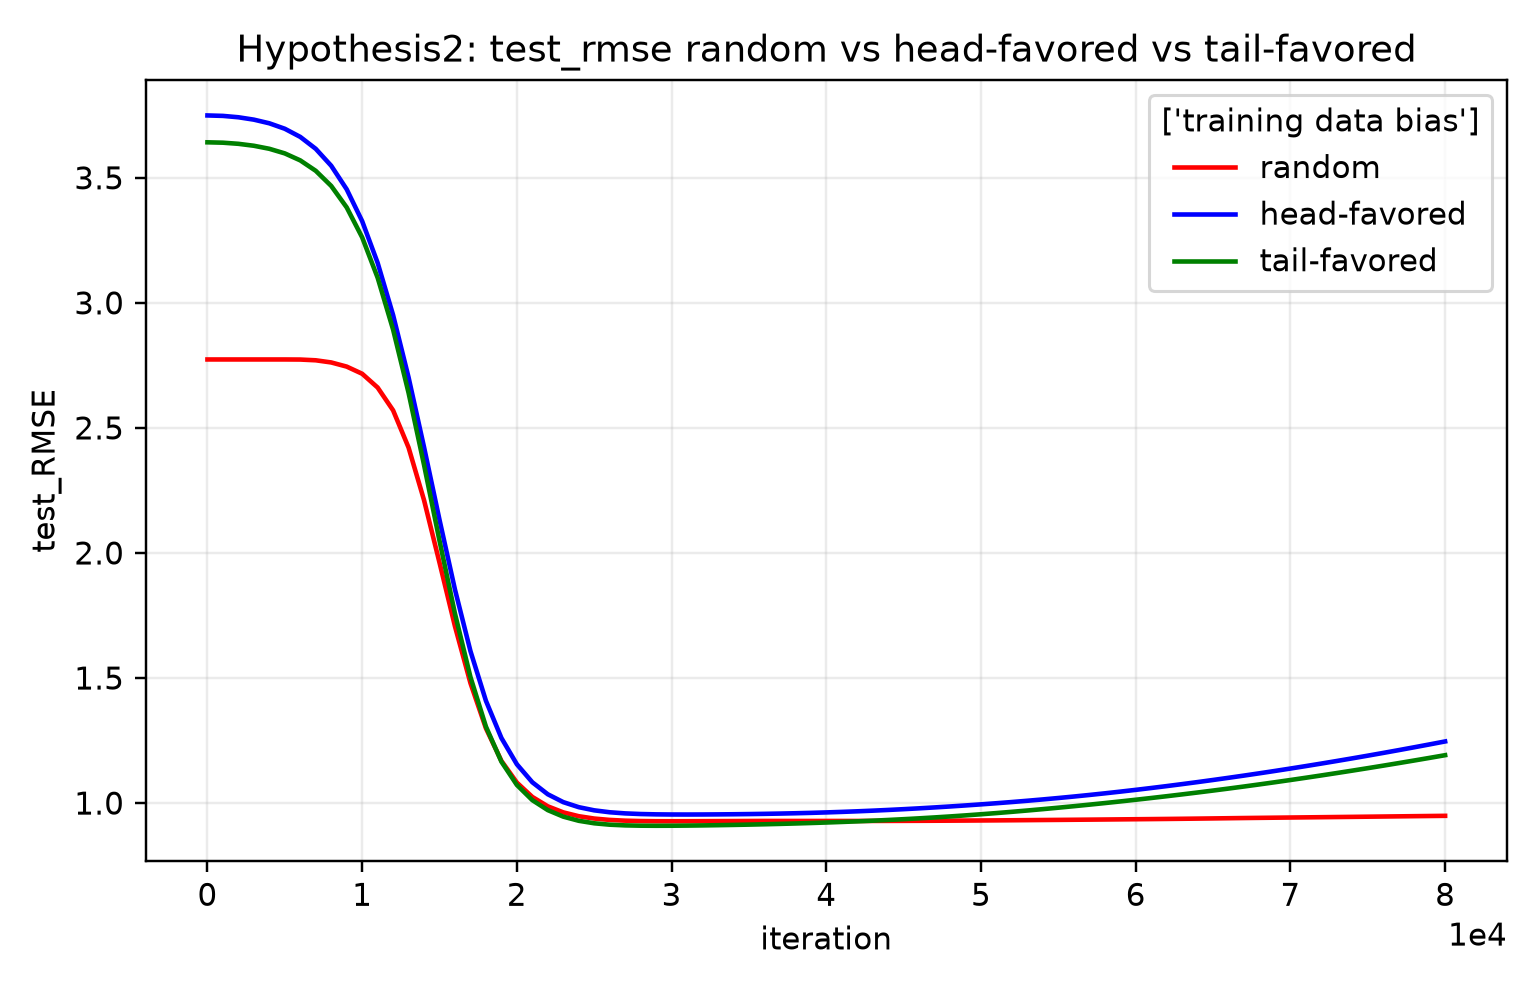 Hypothesis2: test_rmse random vs head-favored vs tail-favored
['training data bias']
random
head-favored
tail-favored
test_RMSE
3.5
3.0
2.5
2.0
1.5
1.0
0 1 2 3 4 5 6 7 8
1e4
iteration